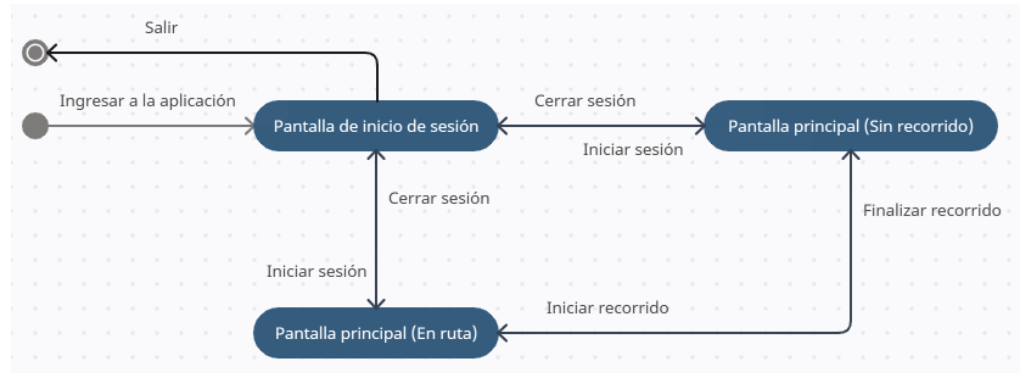 Salir
Ingresar a la aplicación
Cerrar sesión
Pantalla de inicio de sesión
Pantalla principal (Sin recorrido)
Iniciar sesión
Cerrar sesión
Finalizar recorrido
Iniciar sesión
Iniciar recorrido
Pantalla principal (En ruta)